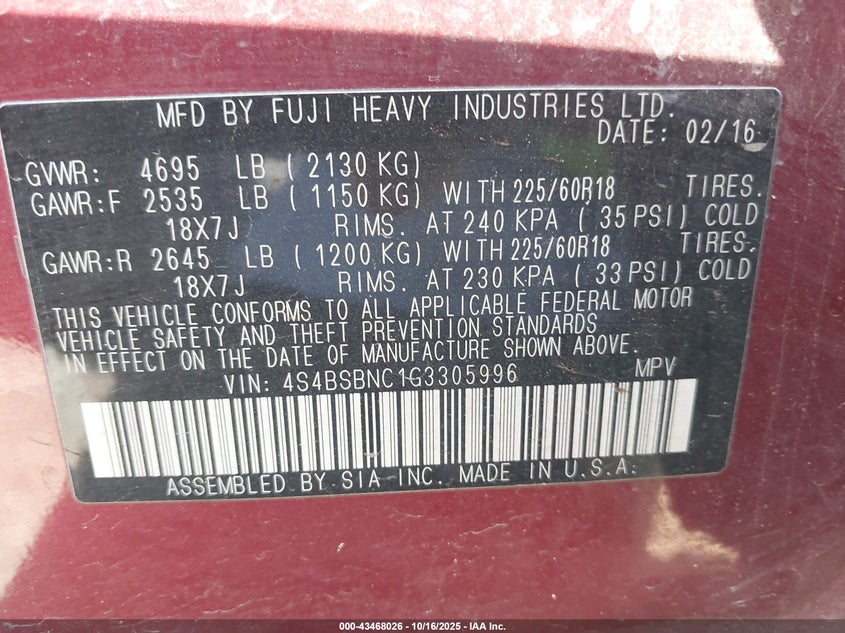 MFD BY FUJI HEAVY INDUSTRIES LTD.
DATE: 02/16
GVWR: 4695 LB ( 2130 KG)
GAWR:F 2535 LB ( 1150 KG) WITH 225/60R18 TIRES.
18X7J RIMS. AT 240 KPA ( 35 PSI) COLD
GAWR:R 2645 LB ( 1200 KG) WITH 225/60R18 TIRES.
18X7J RIMS. AT 230 KPA ( 33 PSI) COLD
THIS VEHICLE CONFORMS TO ALL APPLICABLE FEDERAL MOTOR
VEHICLE SAFETY AND THEFT PREVENTION STANDARDS
IN EFFECT ON THE DATE OF MANUFACTURE SHOWN ABOVE.
VIN: 4S4BSBNC1G3305996 MPV
ASSEMBLED BY SIA INC. MADE IN U.S.A.
000-43468026 - 10/16/2025 - IAA Inc.